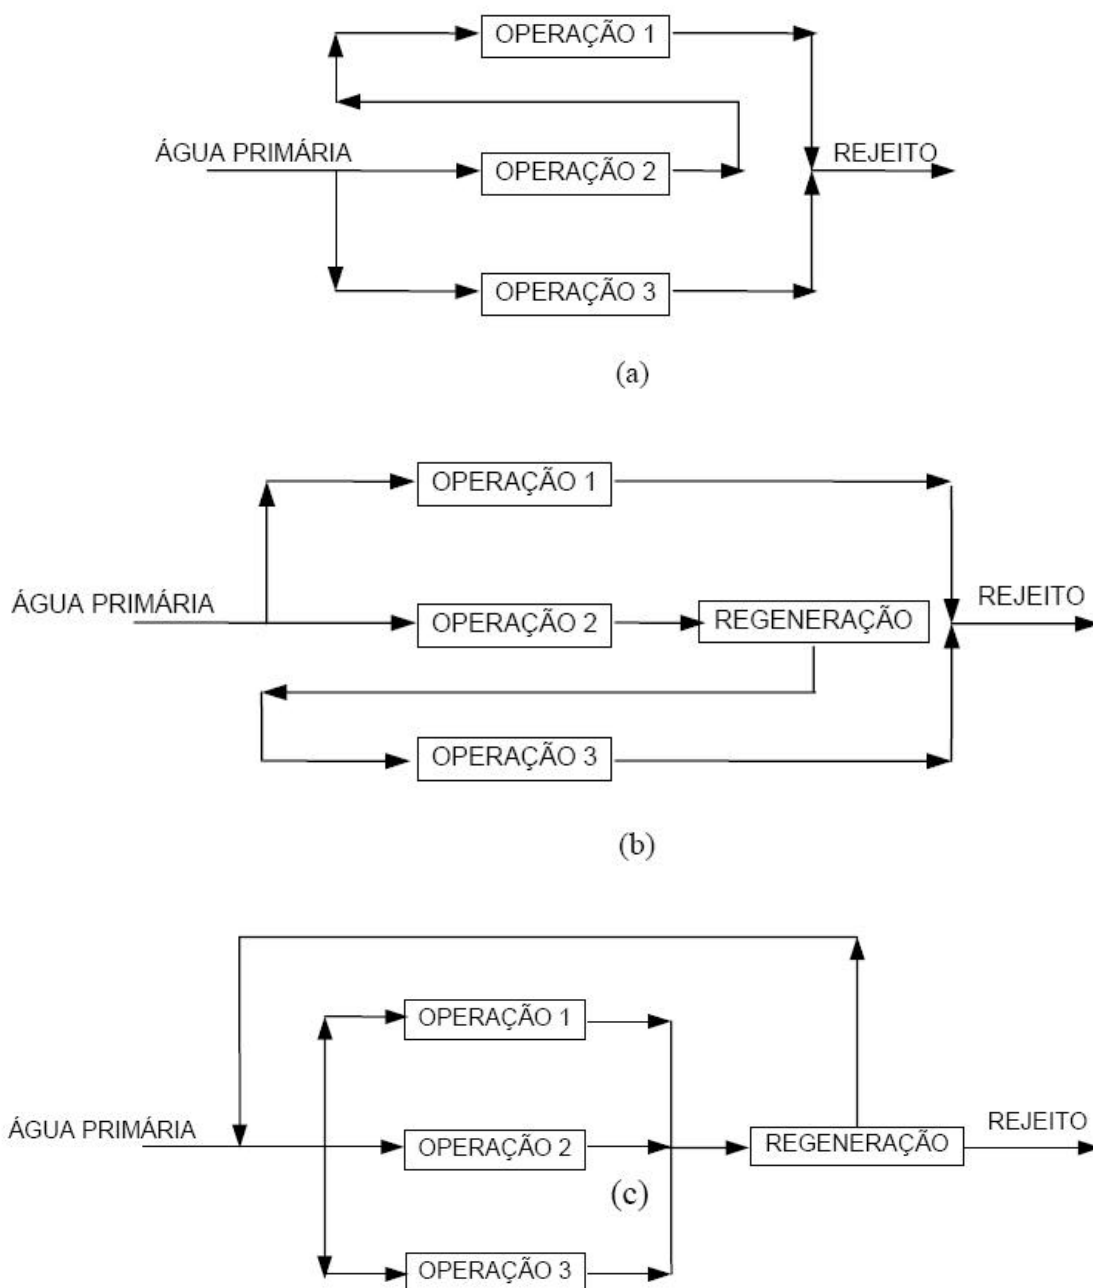 OPERAÇÃO 1
ÁGUA PRIMÁRIA
OPERAÇÃO 2
REJEITO
OPERAÇÃO 3
(a)
OPERAÇÃO 1
ÁGUA PRIMÁRIA
OPERAÇÃO 2
REGENERAÇÃO
REJEITO
OPERAÇÃO 3
(b)
OPERAÇÃO 1
ÁGUA PRIMÁRIA
OPERAÇÃO 2
REGENERAÇÃO
REJEITO
(c)
OPERAÇÃO 3